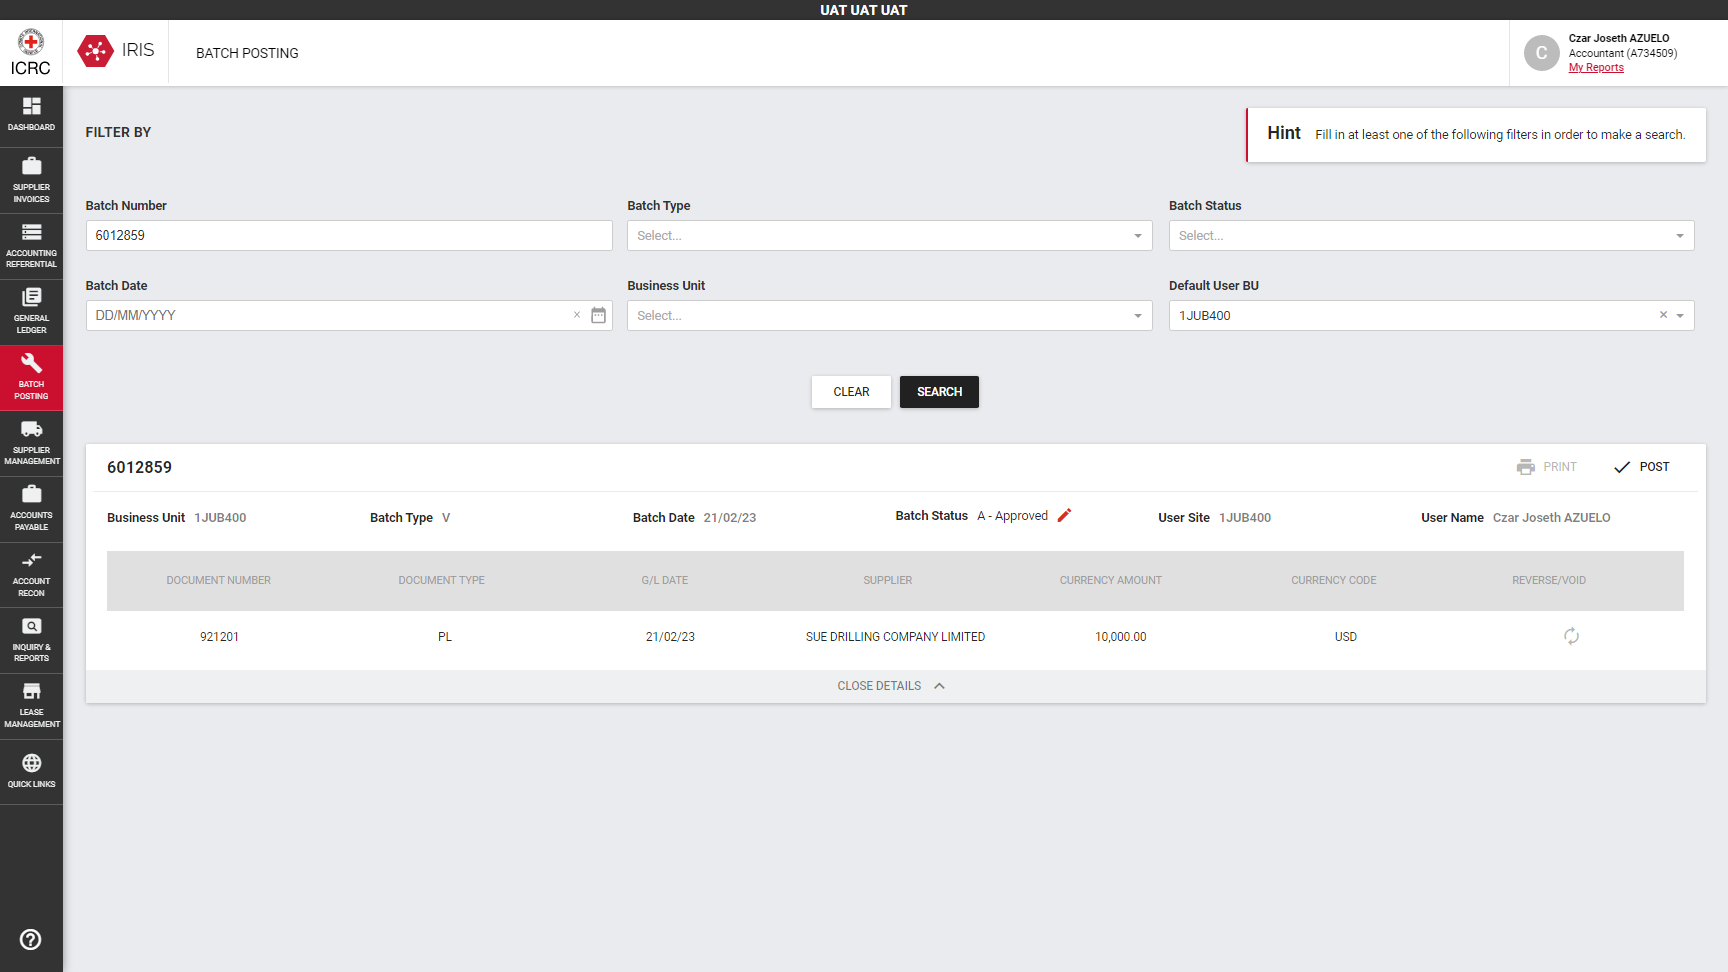 UAT UAT UAT
ICRC
IRIS
BATCH POSTING
C
Czar Joseth AZUELO
Accountant (A734509)
My Reports
DASHBOARD
SUPPLIER
INVOICES
ACCOUNTING
REFERENTIAL
GENERAL
LEDGER
BATCH
POSTING
SUPPLIER
MANAGEMENT
ACCOUNTS
PAYABLE
ACCOUNT
RECON
INQUIRY &
REPORTS
LEASE
MANAGEMENT
QUICK LINKS
FILTER BY
Hint Fill in at least one of the following filters in order to make a search.
Batch Number Batch Type Batch Status
6012859 Select... Select...
Batch Date Business Unit Default User BU
DD/MM/YYYY × Select... 1JUB400 ×
CLEAR SEARCH
6012859 PRINT POST
Business Unit 1JUB400 Batch Type V Batch Date 21/02/23 Batch Status A - Approved User Site 1JUB400 User Name Czar Joseth AZUELO
DOCUMENT NUMBER DOCUMENT TYPE G/L DATE SUPPLIER CURRENCY AMOUNT CURRENCY CODE REVERSE/VOID
921201 PL 21/02/23 SUE DRILLING COMPANY LIMITED 10,000.00 USD
CLOSE DETAILS